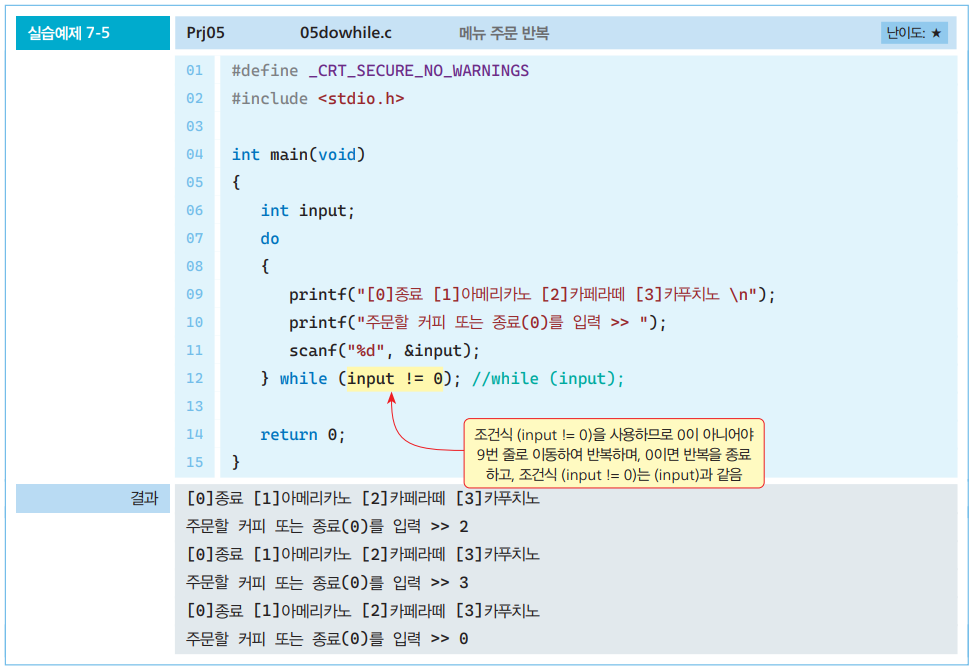 실습예제 7-5 Prj05 05dowhile.c 메뉴 주문 반복 난이도: ★
01 #define _CRT_SECURE_NO_WARNINGS
02 #include <stdio.h>
03
04 int main(void)
05 {
06 int input;
07 do
08 {
09 printf("[0]종료 [1]아메리카노 [2]카페라떼 [3]카푸치노 \n");
10 printf("주문할 커피 또는 종료(0)를 입력 >> ");
11 scanf("%d", &input);
12 } while (input != 0); //while (input);
13
14 return 0;
15 }
조건식 (input != 0)을 사용하므로 0이 아니어야
9번 줄로 이동하여 반복하며, 0이면 반복을 종료
하고, 조건식 (input != 0)는 (input)과 같음
결과 [0]종료 [1]아메리카노 [2]카페라떼 [3]카푸치노
주문할 커피 또는 종료(0)를 입력 >> 2
[0]종료 [1]아메리카노 [2]카페라떼 [3]카푸치노
주문할 커피 또는 종료(0)를 입력 >> 3
[0]종료 [1]아메리카노 [2]카페라떼 [3]카푸치노
주문할 커피 또는 종료(0)를 입력 >> 0